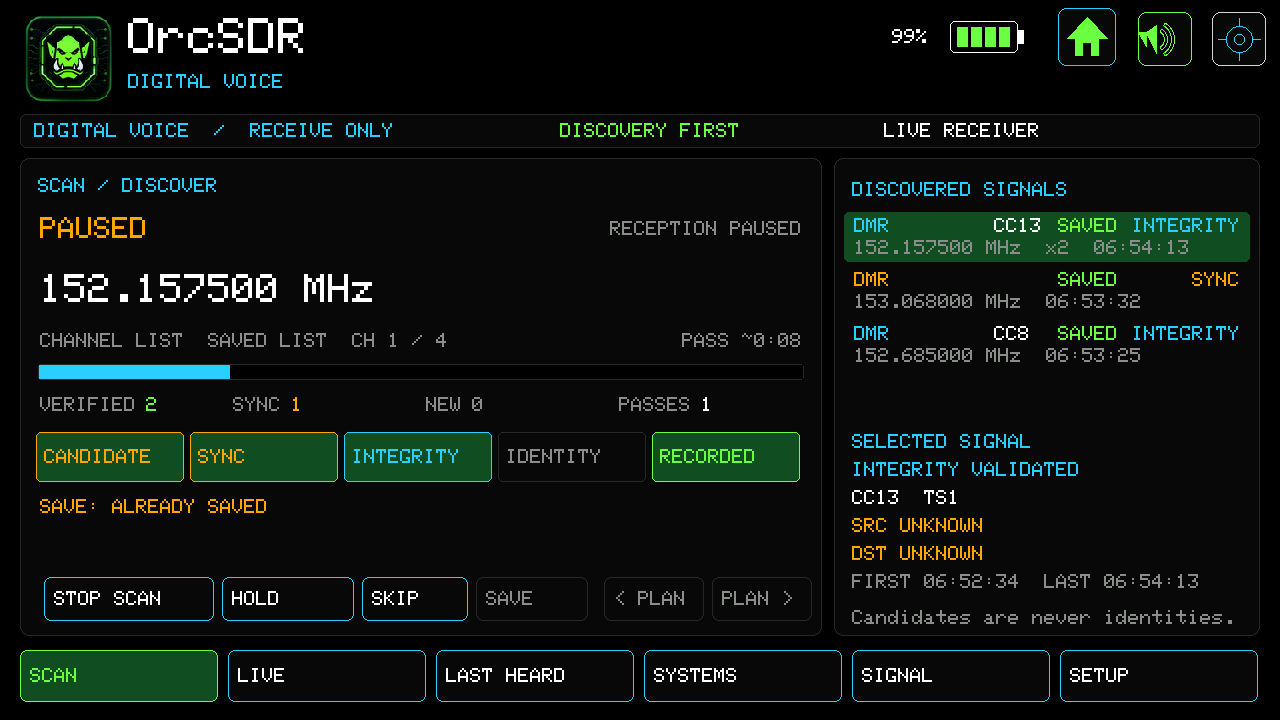 OrcSDR
DIGITAL VOICE
99%
DIGITAL VOICE / RECEIVE ONLY DISCOVERY FIRST LIVE RECEIVER
SCAN / DISCOVER
PAUSED RECEPTION PAUSED
152.157500 MHz
CHANNEL LIST SAVED LIST CH 1 / 4 PASS ~0:08
VERIFIED 2 SYNC 1 NEW 0 PASSES 1
CANDIDATE SYNC INTEGRITY IDENTITY RECORDED
SAVE: ALREADY SAVED
STOP SCAN HOLD SKIP SAVE < PLAN PLAN >
DISCOVERED SIGNALS
DMR CC13 SAVED INTEGRITY
152.157500 MHz x2 06:54:13
DMR SAVED SYNC
153.068000 MHz 06:53:32
DMR CC8 SAVED INTEGRITY
152.685000 MHz 06:53:25
SELECTED SIGNAL
INTEGRITY VALIDATED
CC13 TS1
SRC UNKNOWN
DST UNKNOWN
FIRST 06:52:34 LAST 06:54:13
Candidates are never identities.
SCAN LIVE LAST HEARD SYSTEMS SIGNAL SETUP